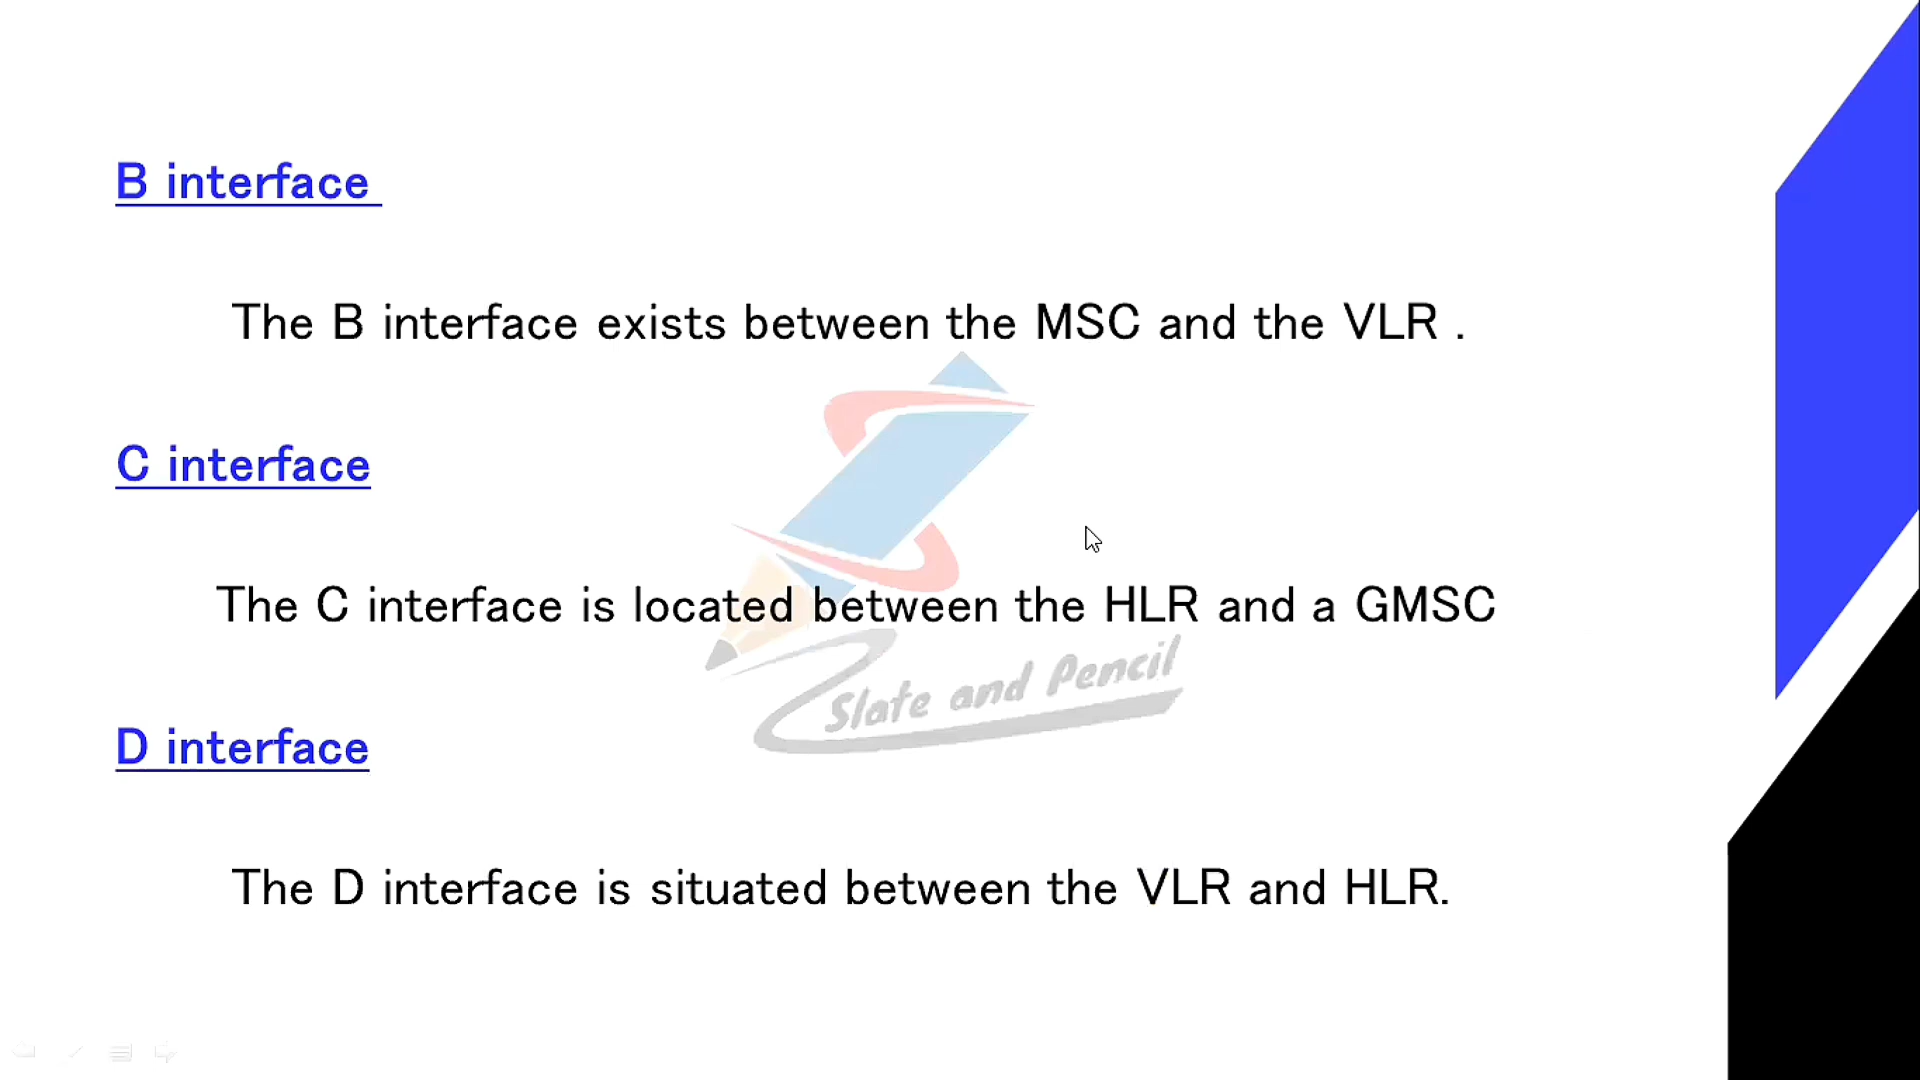 B interface
The B interface exists between the MSC and the VLR .
C interface
The C interface is located between the HLR and a GMSC
Slate and Pencil
D interface
The D interface is situated between the VLR and HLR.